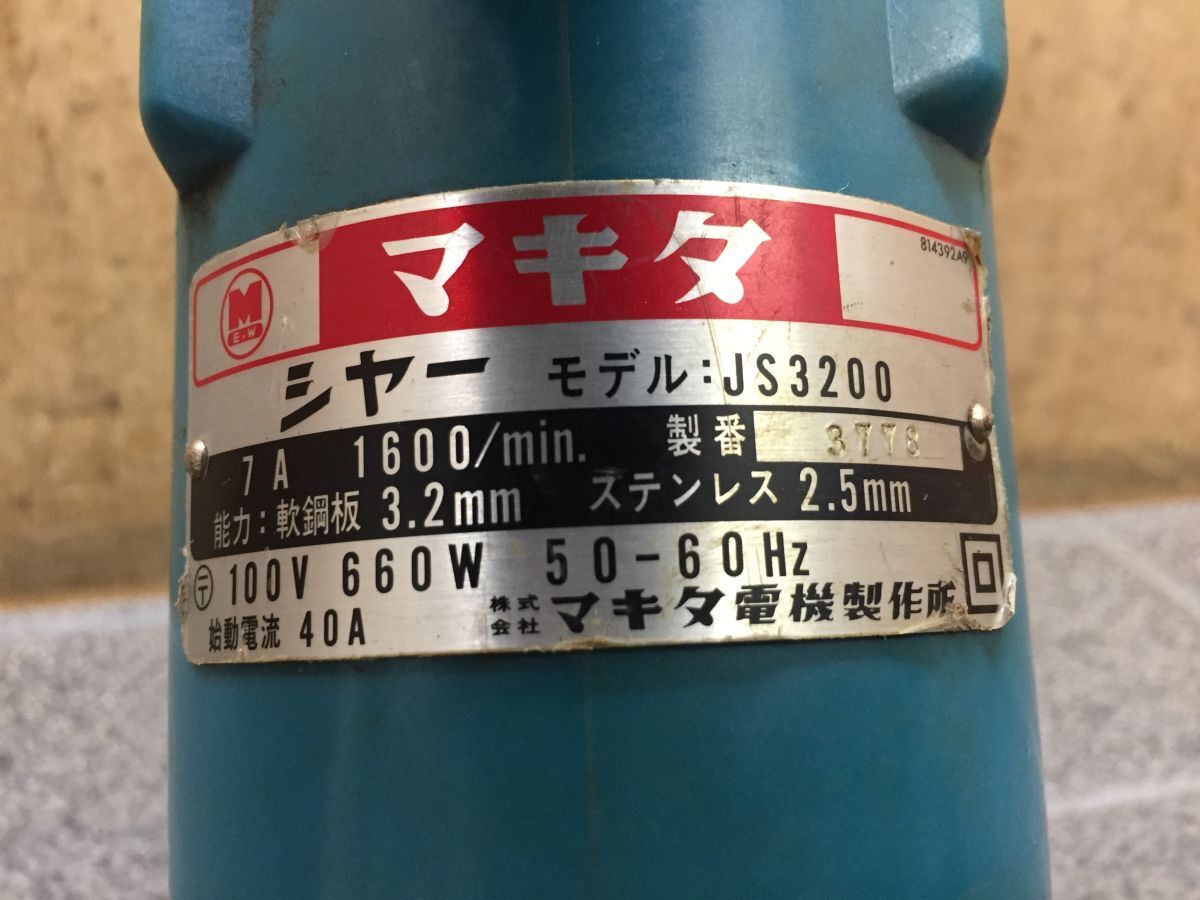 マキタ
814392A9
M
E・W
シャー モデル:JS3200
7A 1600/min. 製番 3778
能力:軟鋼板 3.2mm ステンレス 2.5mm
〒 100V 660W 50-60Hz
始動電流 40A 株式会社 マキタ電機製作所